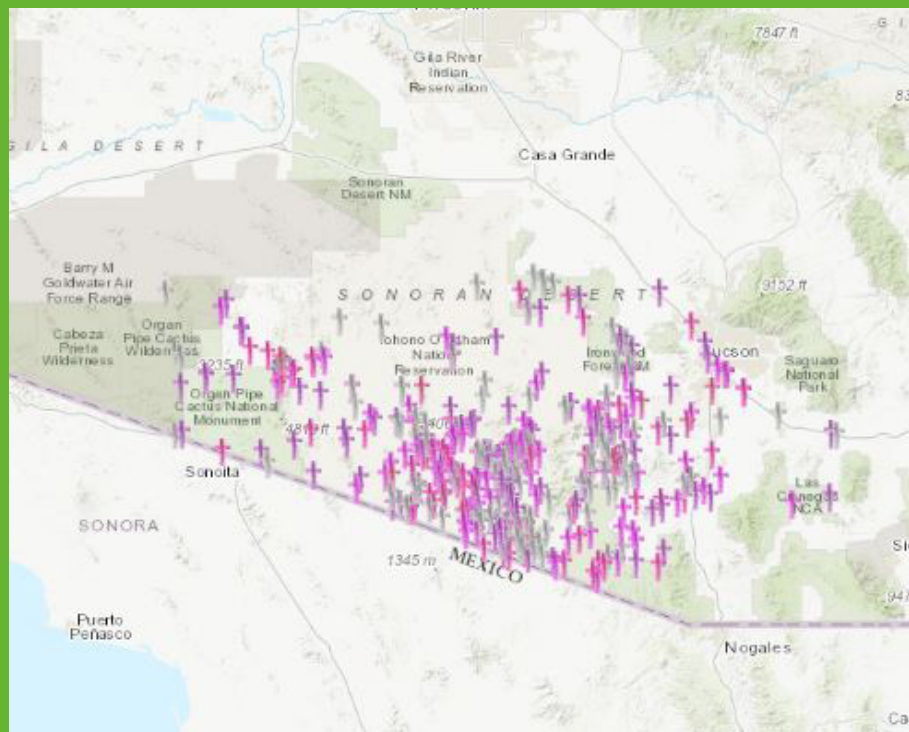 7847 ft
Gila River
Indian
Reservation
GILA DESERT
Casa Grande
Sonoran
Desert NM
Barry M
Goldwater Air
Force Range
SONORAN DESERT
9152 ft
Cabeza
Prieta
Wilderness
Organ
Pipe Cactus
Wilderness
Tohono O'odham
Nation
Reservation
Ironwood
Forest NM
Tucson
Saguaro
National
Park
3235 ft
Organ Pipe
Cactus National
Monument
Sonoita
Las
Cienegas
NCA
SONORA
1345 m
MEXICO
Puerto
Peñasco
Nogales